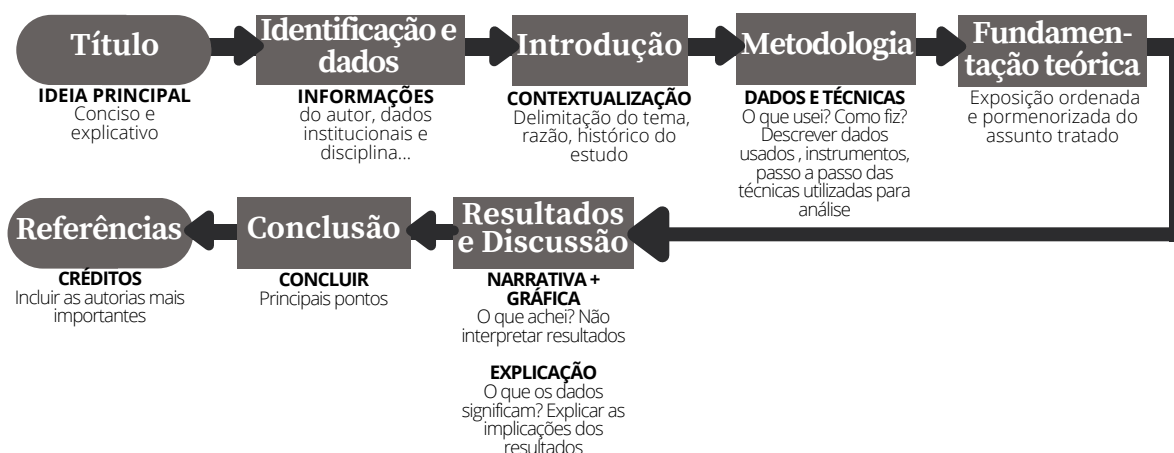 Título
IDEIA PRINCIPAL
Conciso e
explicativo
Identificação e
dados
INFORMAÇÕES
do autor, dados
institucionais e
disciplina...
Introdução
CONTEXTUALIZAÇÃO
Delimitação do tema,
razão, histórico do
estudo
Metodologia
DADOS E TÉCNICAS
O que usei? Como fiz?
Descrever dados
usados , instrumentos,
passo a passo das
técnicas utilizadas para
análise
Fundamen-
tação teórica
Exposição ordenada
e pormenorizada do
assunto tratado
Resultados
e Discussão
NARRATIVA +
GRÁFICA
O que achei? Não
interpretar resultados
EXPLICAÇÃO
O que os dados
significam? Explicar as
implicações dos
resultados
Conclusão
CONCLUIR
Principais pontos
Referências
CRÉDITOS
Incluir as autorias mais
importantes